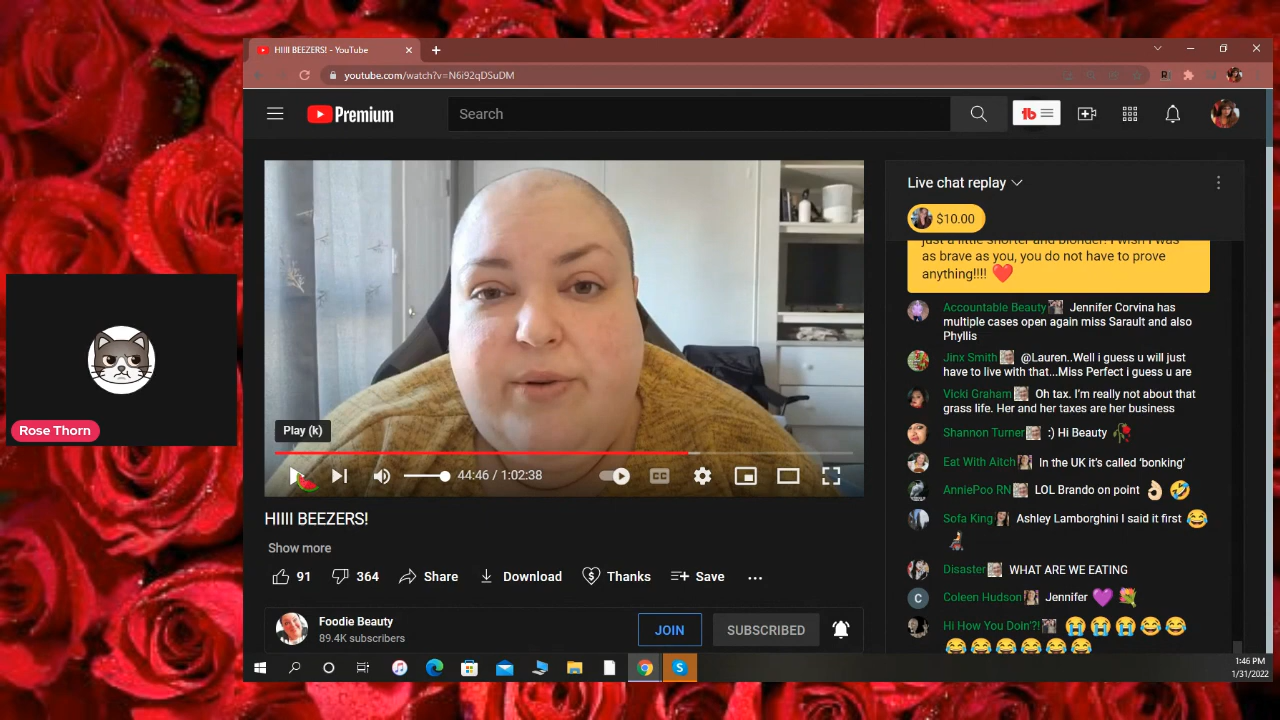 HIIII BEEZERS! - YouTube
youtube.com/watch?v=N6i92qDSuDM
Premium
Search
Live chat replay
$10.00
as brave as you, you do not have to prove
anything!!!! ❤️
Accountable Beauty Jennifer Corvina has
multiple cases open again miss Sarault and also
Phyllis
Jinx Smith @Lauren..Well i guess u will just
have to live with that...Miss Perfect i guess u are
Vicki Graham Oh tax. I'm really not about that
grass life. Her and her taxes are her business
Shannon Turner :) Hi Beauty 🥀
Eat With Aitch In the UK it's called 'bonking'
AnniePoo RN LOL Brando on point 👌🤣
Sofa King Ashley Lamborghini I said it first 😂
Disaster WHAT ARE WE EATING
C
Coleen Hudson Jennifer 💜💐
Hi How You Doin'?! 😭😭😭😂😂
😂😂😂😂😂😂
Rose Thorn
Play (k)
44:46 / 1:02:38
CC
HIIII BEEZERS!
Show more
91 364 Share Download Thanks Save ...
Foodie Beauty
89.4K subscribers
JOIN SUBSCRIBED
1:46 PM
1/31/2022